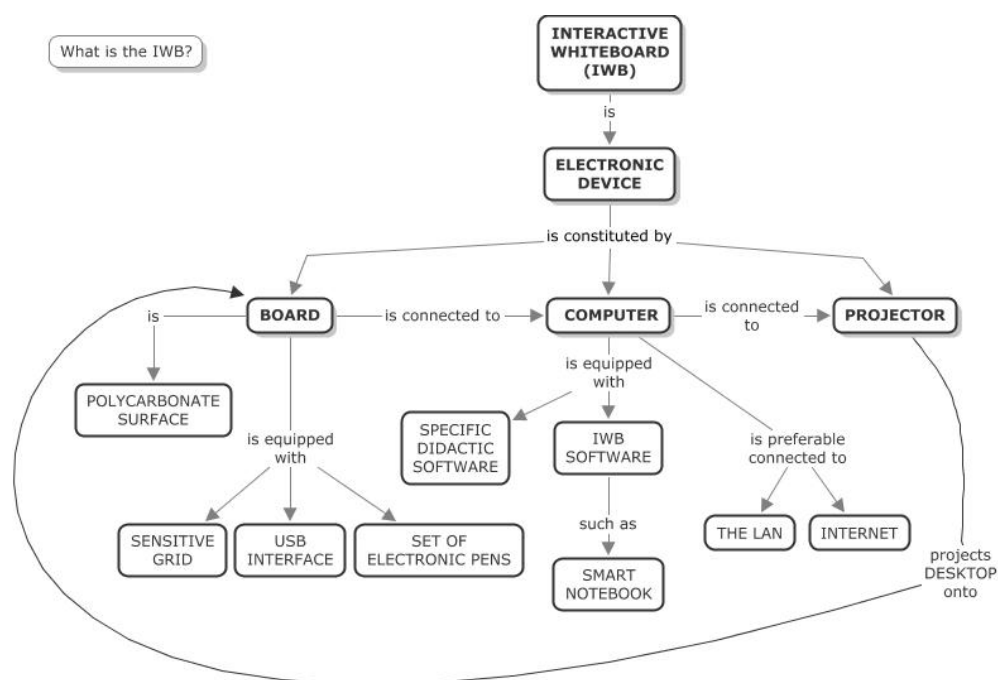 What is the IWB?
INTERACTIVE
WHITEBOARD
(IWB)
is
ELECTRONIC
DEVICE
is constituted by
BOARD
is connected to
COMPUTER
is connected
to
PROJECTOR
is
POLYCARBONATE
SURFACE
is equipped
with
SENSITIVE
GRID
USB
INTERFACE
SET OF
ELECTRONIC PENS
is equipped
with
SPECIFIC
DIDACTIC
SOFTWARE
IWB
SOFTWARE
such as
SMART
NOTEBOOK
is preferable
connected to
THE LAN
INTERNET
projects
DESKTOP
onto